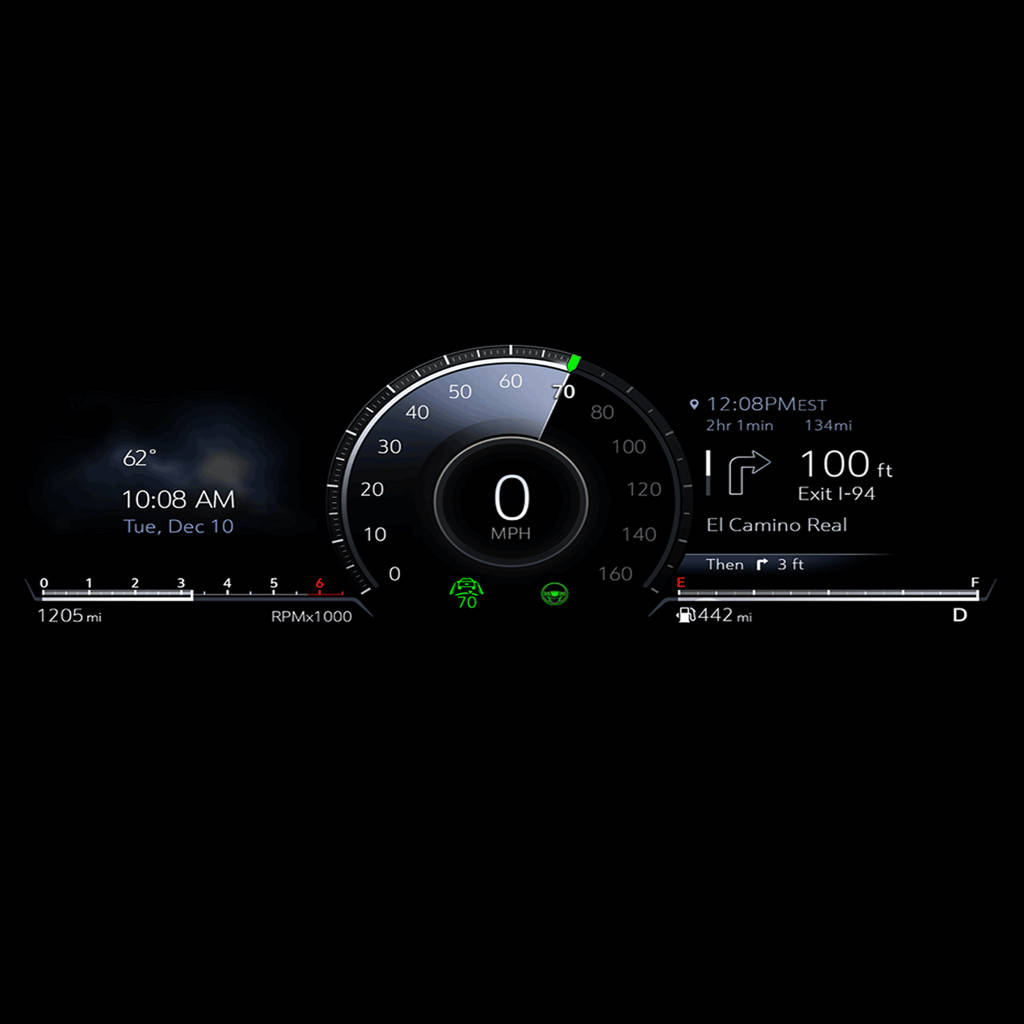 62°
10:08 AM
Tue, Dec 10
0 1 2 3 4 5 6
1205 mi
RPMx1000
0 10 20 30 40 50 60 70 80 100 120 140 160
0
MPH
70
12:08PM EST
2hr 1min 134mi
100 ft
Exit I-94
El Camino Real
Then 3 ft
E F
442 mi
D